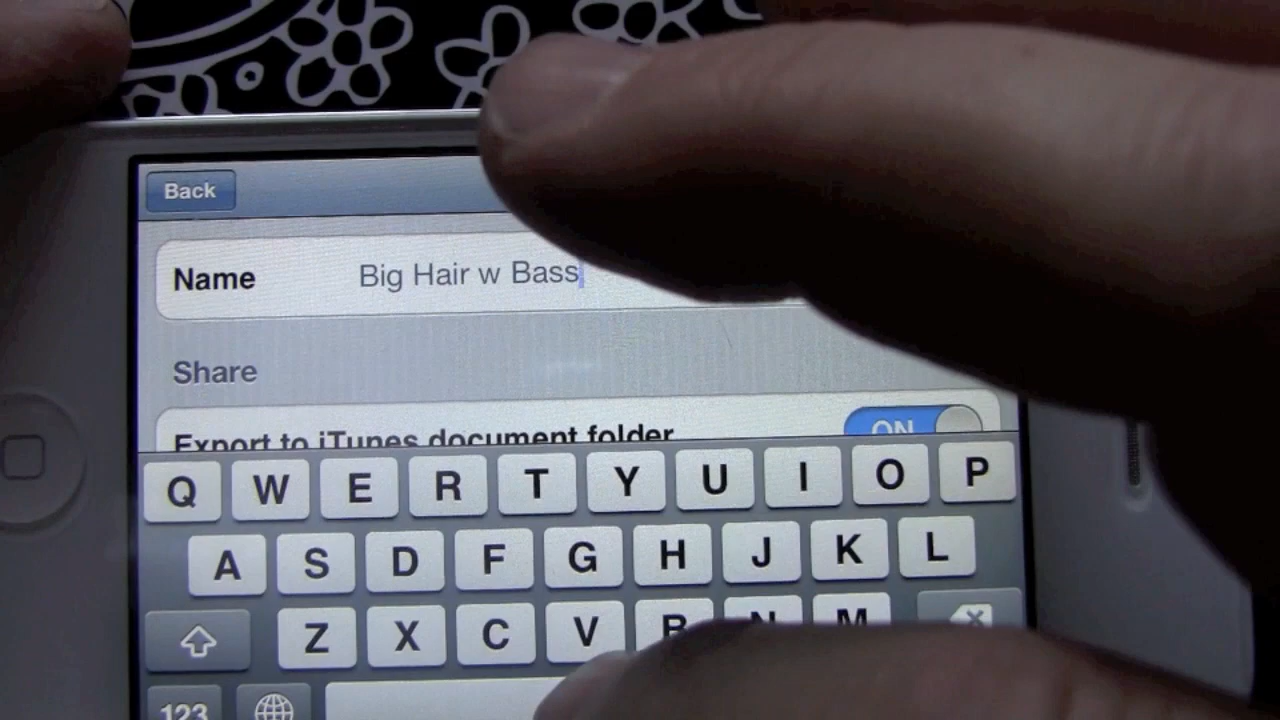 Back
Name Big Hair w Bass
Share
Export to iTunes document folder ON
Q W E R T Y U I O P
A S D F G H J K L
Z X C V B N M
123